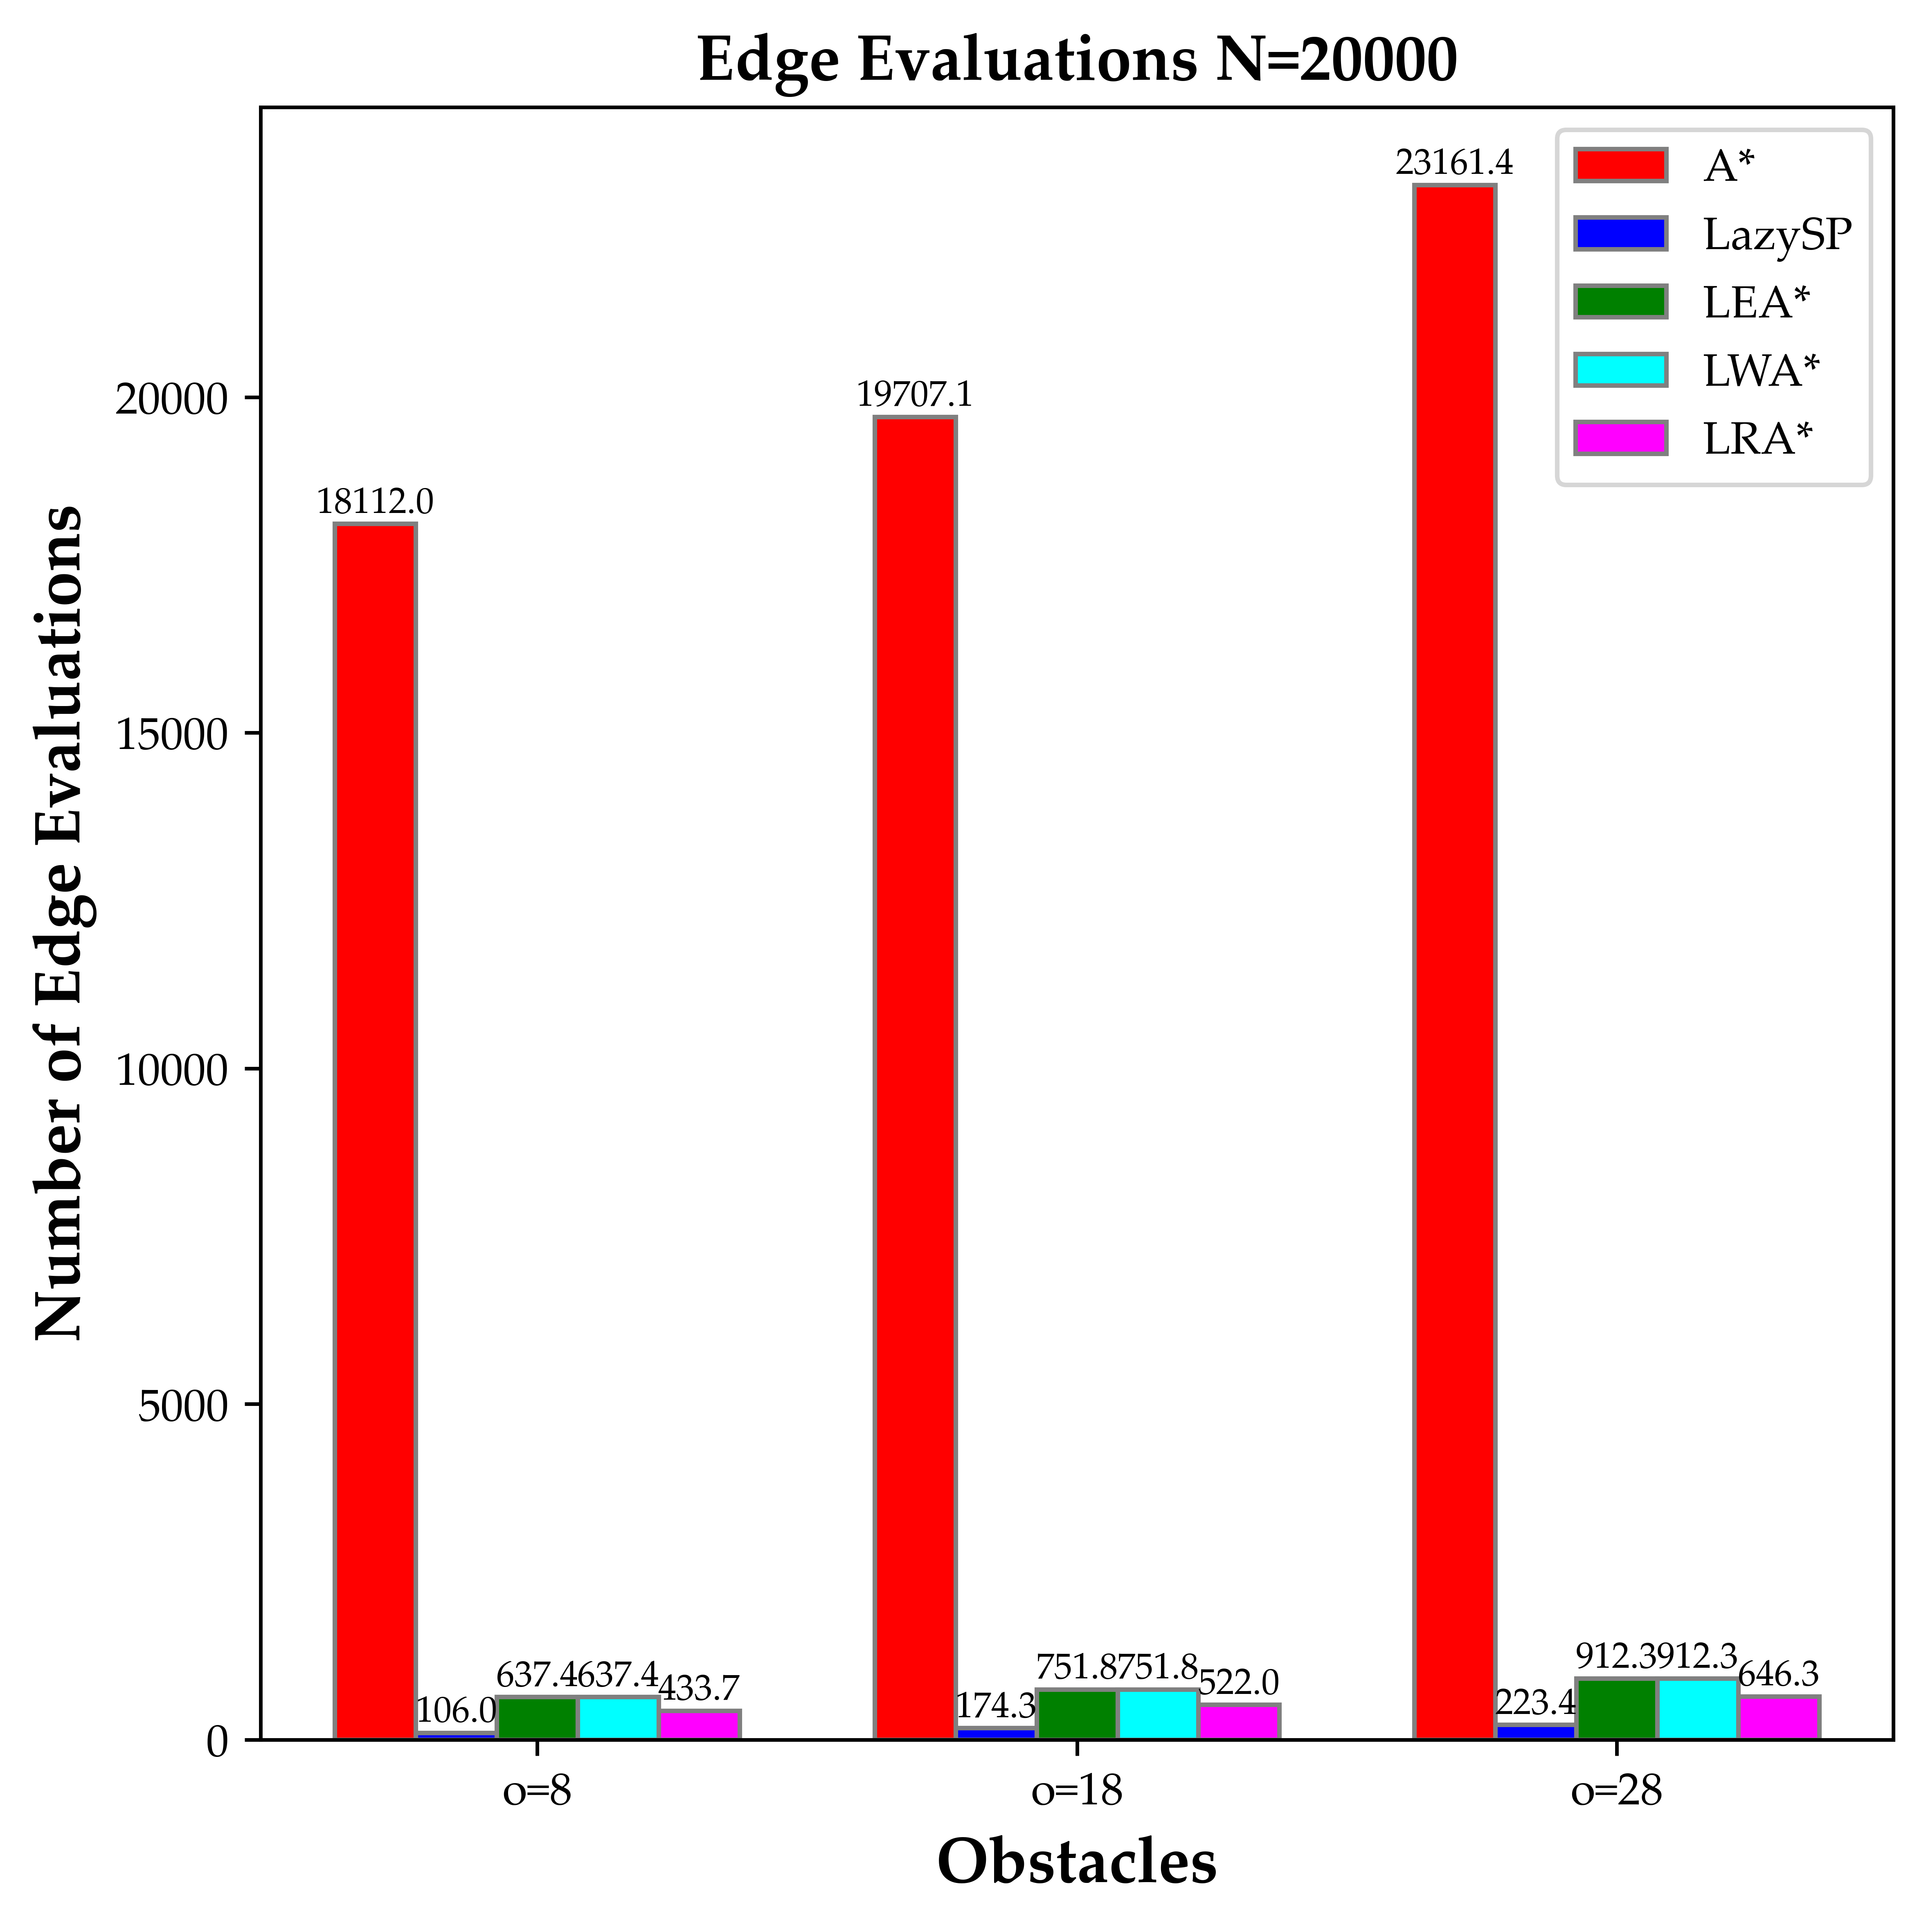 Edge Evaluations N=20000
23161.4
A*
LazySP
LEA*
LWA*
LRA*
20000
19707.1
18112.0
15000
10000
5000
0
Number of Edge Evaluations
106.0
637.4
637.4
433.7
174.3
751.8
751.8
522.0
223.4
912.3
912.3
646.3
o=8
o=18
o=28
Obstacles